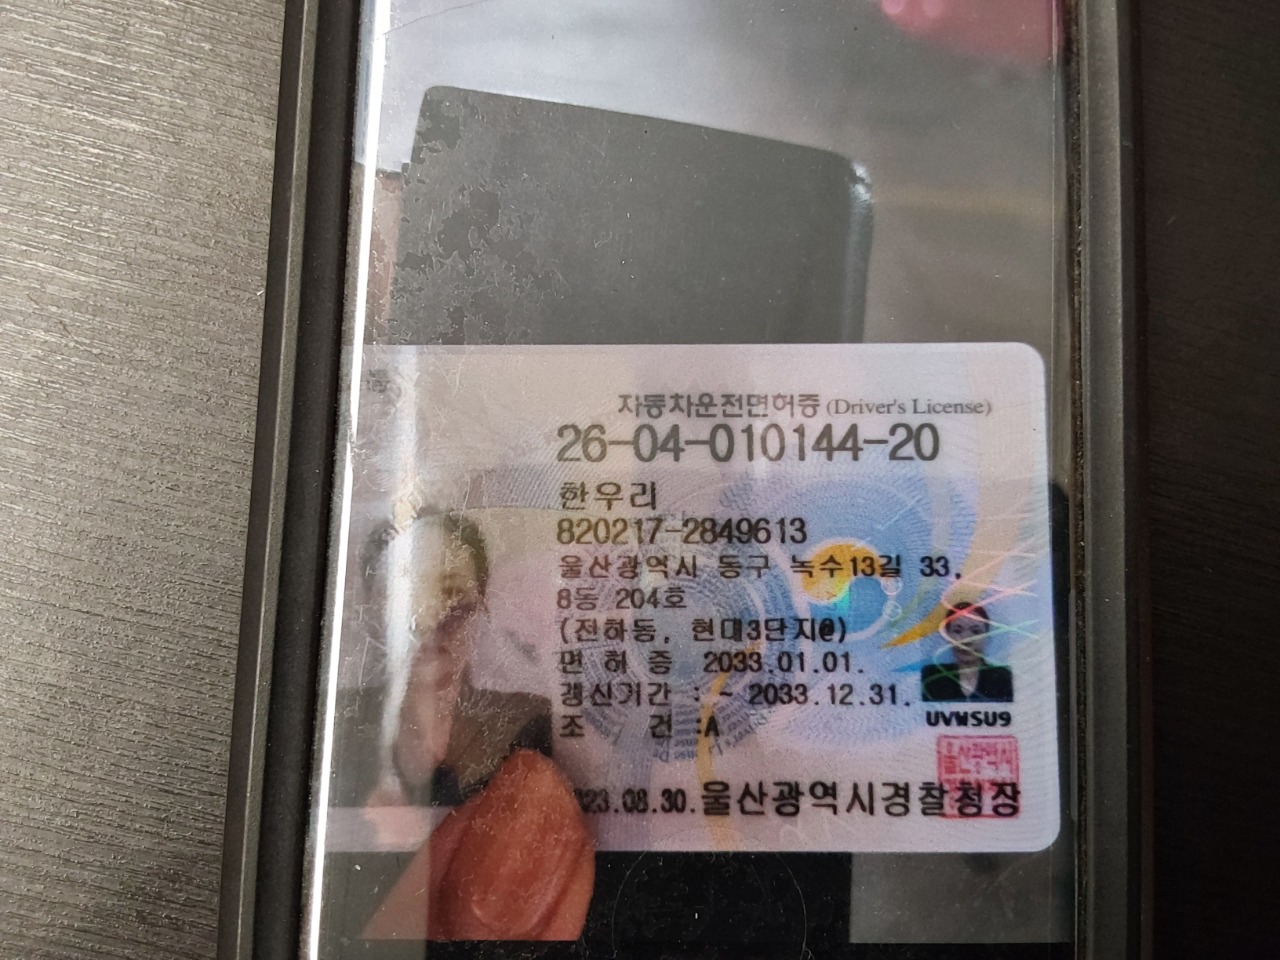 자동차운전면허증 (Driver's License)
26-04-010144-20
한우리
820217-2849613
울산광역시 동구 녹수13길 33,
8동 204호
(전하동, 현대3단지@)
면 허 증 2033.01.01.
갱신기간 : ~ 2033.12.31.
조 건 :A
UVWSU9
23.08.30. 울산광역시경찰청장